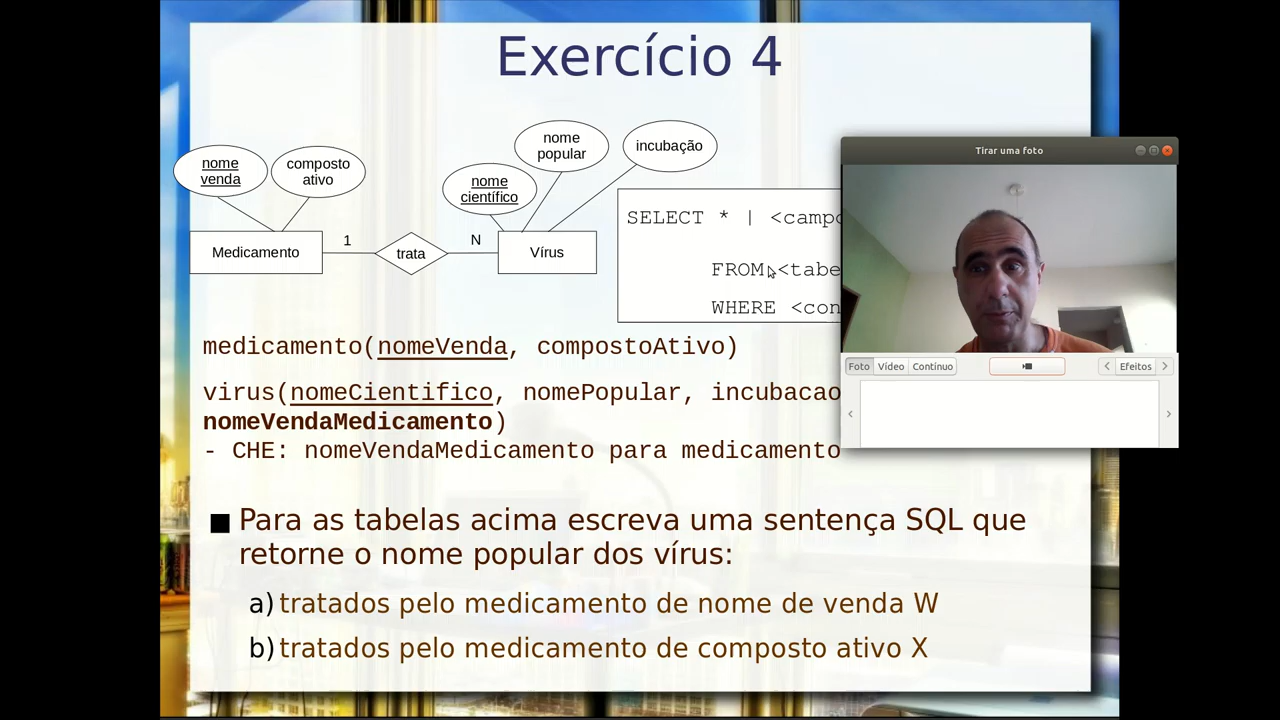 Exercício 4
nome
venda
composto
ativo
nome
científico
nome
popular
incubação
Medicamento
1
trata
N
Vírus
SELECT * |
FROM
WHERE
Tirar uma foto
Foto
Vídeo
Contínuo
Efeitos
medicamento(nomeVenda, compostoAtivo)
virus(nomeCientifico, nomePopular, incubacao
nomeVendaMedicamento)
- CHE: nomeVendaMedicamento para medicamento
Para as tabelas acima escreva uma sentença SQL que
retorne o nome popular dos vírus:
a) tratados pelo medicamento de nome de venda W
b) tratados pelo medicamento de composto ativo X